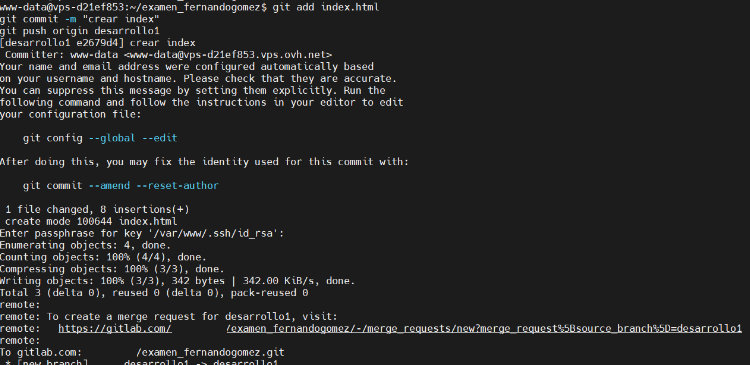 www-data@vps-d21ef853:~/examen_fernandogomez$ git add index.html
git commit -m "crear index"
git push origin desarrollo1
[desarrollo1 e2679d4] crear index
 Committer: www-data <www-data@vps-d21ef853.vps.ovh.net>
Your name and email address were configured automatically based
on your username and hostname. Please check that they are accurate.
You can suppress this message by setting them explicitly. Run the
following command and follow the instructions in your editor to edit
your configuration file:

    git config --global --edit

After doing this, you may fix the identity used for this commit with:

    git commit --amend --reset-author

 1 file changed, 8 insertions(+)
 create mode 100644 index.html
Enter passphrase for key '/var/www/.ssh/id_rsa':
Enumerating objects: 4, done.
Counting objects: 100% (4/4), done.
Compressing objects: 100% (3/3), done.
Writing objects: 100% (3/3), 342 bytes | 342.00 KiB/s, done.
Total 3 (delta 0), reused 0 (delta 0), pack-reused 0
remote:
remote: To create a merge request for desarrollo1, visit:
remote:   https://gitlab.com/ /examen_fernandogomez/-/merge_requests/new?merge_request%5Bsource_branch%5D=desarrollo1
remote:
To gitlab.com: /examen_fernandogomez.git
 * [new branch]      desarrollo1 -> desarrollo1